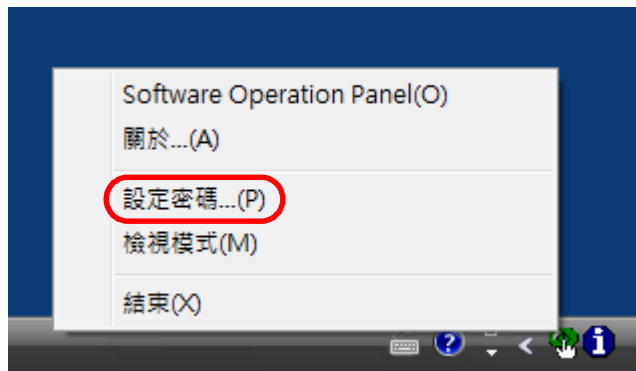 Software Operation Panel(O)
關於...(A)
設定密碼...(P)
檢視模式(M)
結束(X)